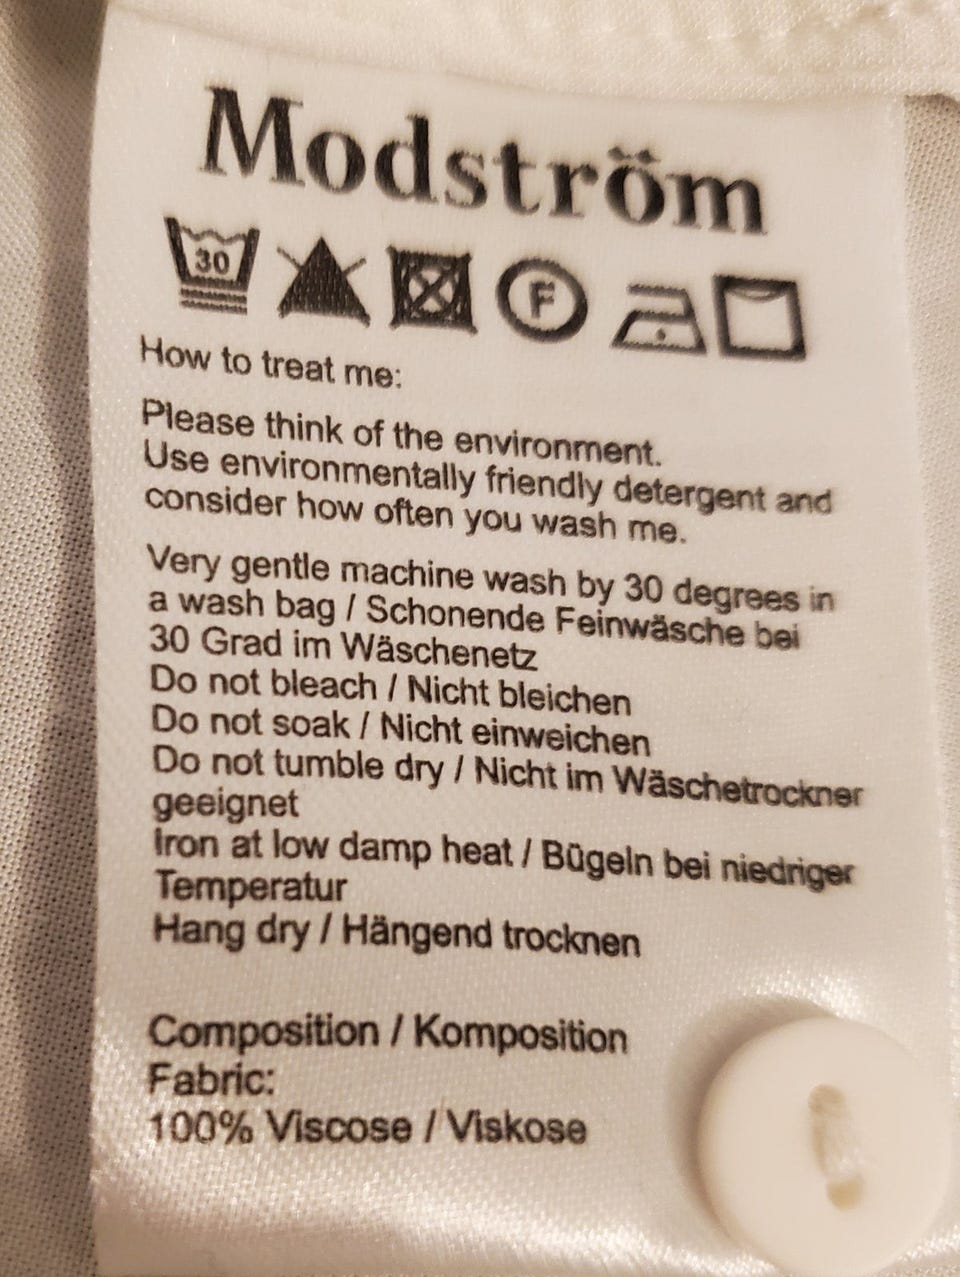 Modström
30
F
How to treat me:
Please think of the environment.
Use environmentally friendly detergent and
consider how often you wash me.
Very gentle machine wash by 30 degrees in
a wash bag / Schonende Feinwäsche bei
30 Grad im Wäschenetz
Do not bleach / Nicht bleichen
Do not soak / Nicht einweichen
Do not tumble dry / Nicht im Wäschetrockner
geeignet
Iron at low damp heat / Bügeln bei niedriger
Temperatur
Hang dry / Hängend trocknen
Composition / Komposition
Fabric:
100% Viscose / Viskose